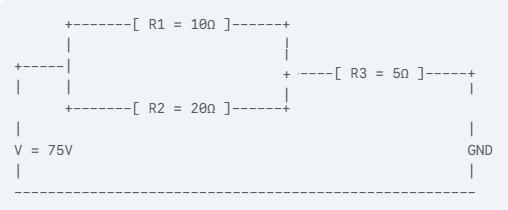 +-------[ R1 = 10Ω ]------+
|                         |
+-----|                         |
|     |                         + ----[ R3 = 5Ω ]-----+
|     |                         |                     |
+-------[ R2 = 20Ω ]------+
|                                                     |
V = 75V                                              GND
|                                                     |
-------------------------------------------------------